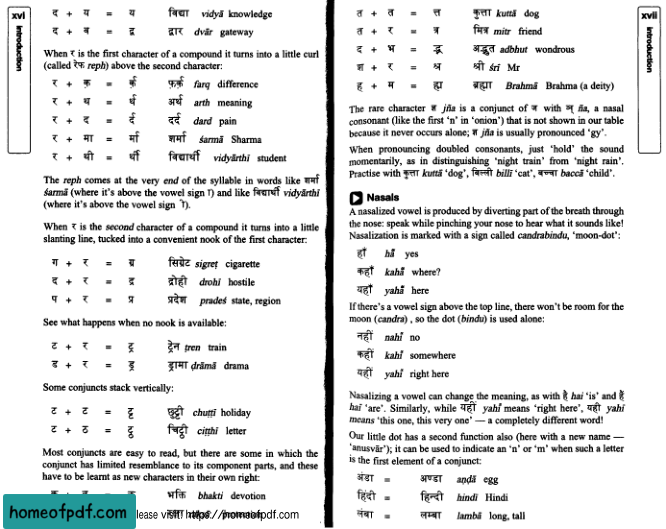 xvi
Introduction
द + य = य विद्या vidyā knowledge
द + व = द्व द्वार dvār gateway
When र is the first character of a compound it turns into a little curl
(called रेफ reph) above the second character:
र + क = र्क फ़र्क़ farq difference
र + थ = र्थ अर्थ arth meaning
र + द = र्द दर्द dard pain
र + मा = र्मा शर्मा śarmā Sharma
र + थी = र्थी विद्यार्थी vidyārthī student
The reph comes at the very end of the syllable in words like शर्मा
śarmā (where it's above the vowel sign ा) and like विद्यार्थी vidyārthī
(where it's above the vowel sign ी).
When र is the second character of a compound it turns into a little
slanting line, tucked into a convenient nook of the first character:
ग + र = ग्र सिग्रेट sigreṭ cigarette
द + र = द्र द्रोही drohī hostile
प + र = प्र प्रदेश pradeś state, region
See what happens when no nook is available:
ट + र = ट्र ट्रेन ṭren train
ड + र = ड्र ड्रामा ḍrāmā drama
Some conjuncts stack vertically:
ट + ट = ट्ट छुट्टी chuṭṭī holiday
ट + ठ = ट्ठ चिट्ठी ciṭṭhī letter
Most conjuncts are easy to read, but there are some in which the
conjunct has limited resemblance to its component parts, and these
have to be learnt as new characters in their own right:
भक्ति bhakti devotion
homeofpdf.com
xvii
Introduction
त + त = त्त कुत्ता kuttā dog
त + र = त्र मित्र mitr friend
द + भ = द्भ अद्भुत adbhut wondrous
श + र = श्र श्री śrī Mr
ह + म = ह्म ब्रह्मा Brahmā Brahma (a deity)
The rare character ज्ञ jña is a conjunct of ज with ञ् ña, a nasal
consonant (like the first 'n' in 'onion') that is not shown in our table
because it never occurs alone; ज्ञ jña is usually pronounced 'gy'.
When pronouncing doubled consonants, just 'hold' the sound
momentarily, as in distinguishing 'night train' from 'night rain'.
Practise with कुत्ता kuttā 'dog', बिल्ली billī 'cat', बच्चा baccā 'child'.
Nasals
A nasalized vowel is produced by diverting part of the breath through
the nose: speak while pinching your nose to hear what it sounds like!
Nasalization is marked with a sign called candrabindu, 'moon-dot':
हाँ hā̃ yes
कहाँ kahā̃ where?
यहाँ yahā̃ here
If there's a vowel sign above the top line, there won't be room for the
moon (candra) , so the dot (bindu) is used alone:
नहीं nahī̃ no
कहीं kahī̃ somewhere
यहीं yahī̃ right here
Nasalizing a vowel can change the meaning, as with है hai 'is' and हैं
haĩ 'are'. Similarly, while यहीं yahī̃ means 'right here', यही yahī
means 'this one, this very one' — a completely different word!
Our little dot has a second function also (here with a new name —
'anusvār'); it can be used to indicate an 'n' or 'm' when such a letter
is the first element of a conjunct:
अंडा = अण्डा aṇḍā egg
हिंदी = हिन्दी hindī Hindi
लंबा = लम्बा lambā long, tall